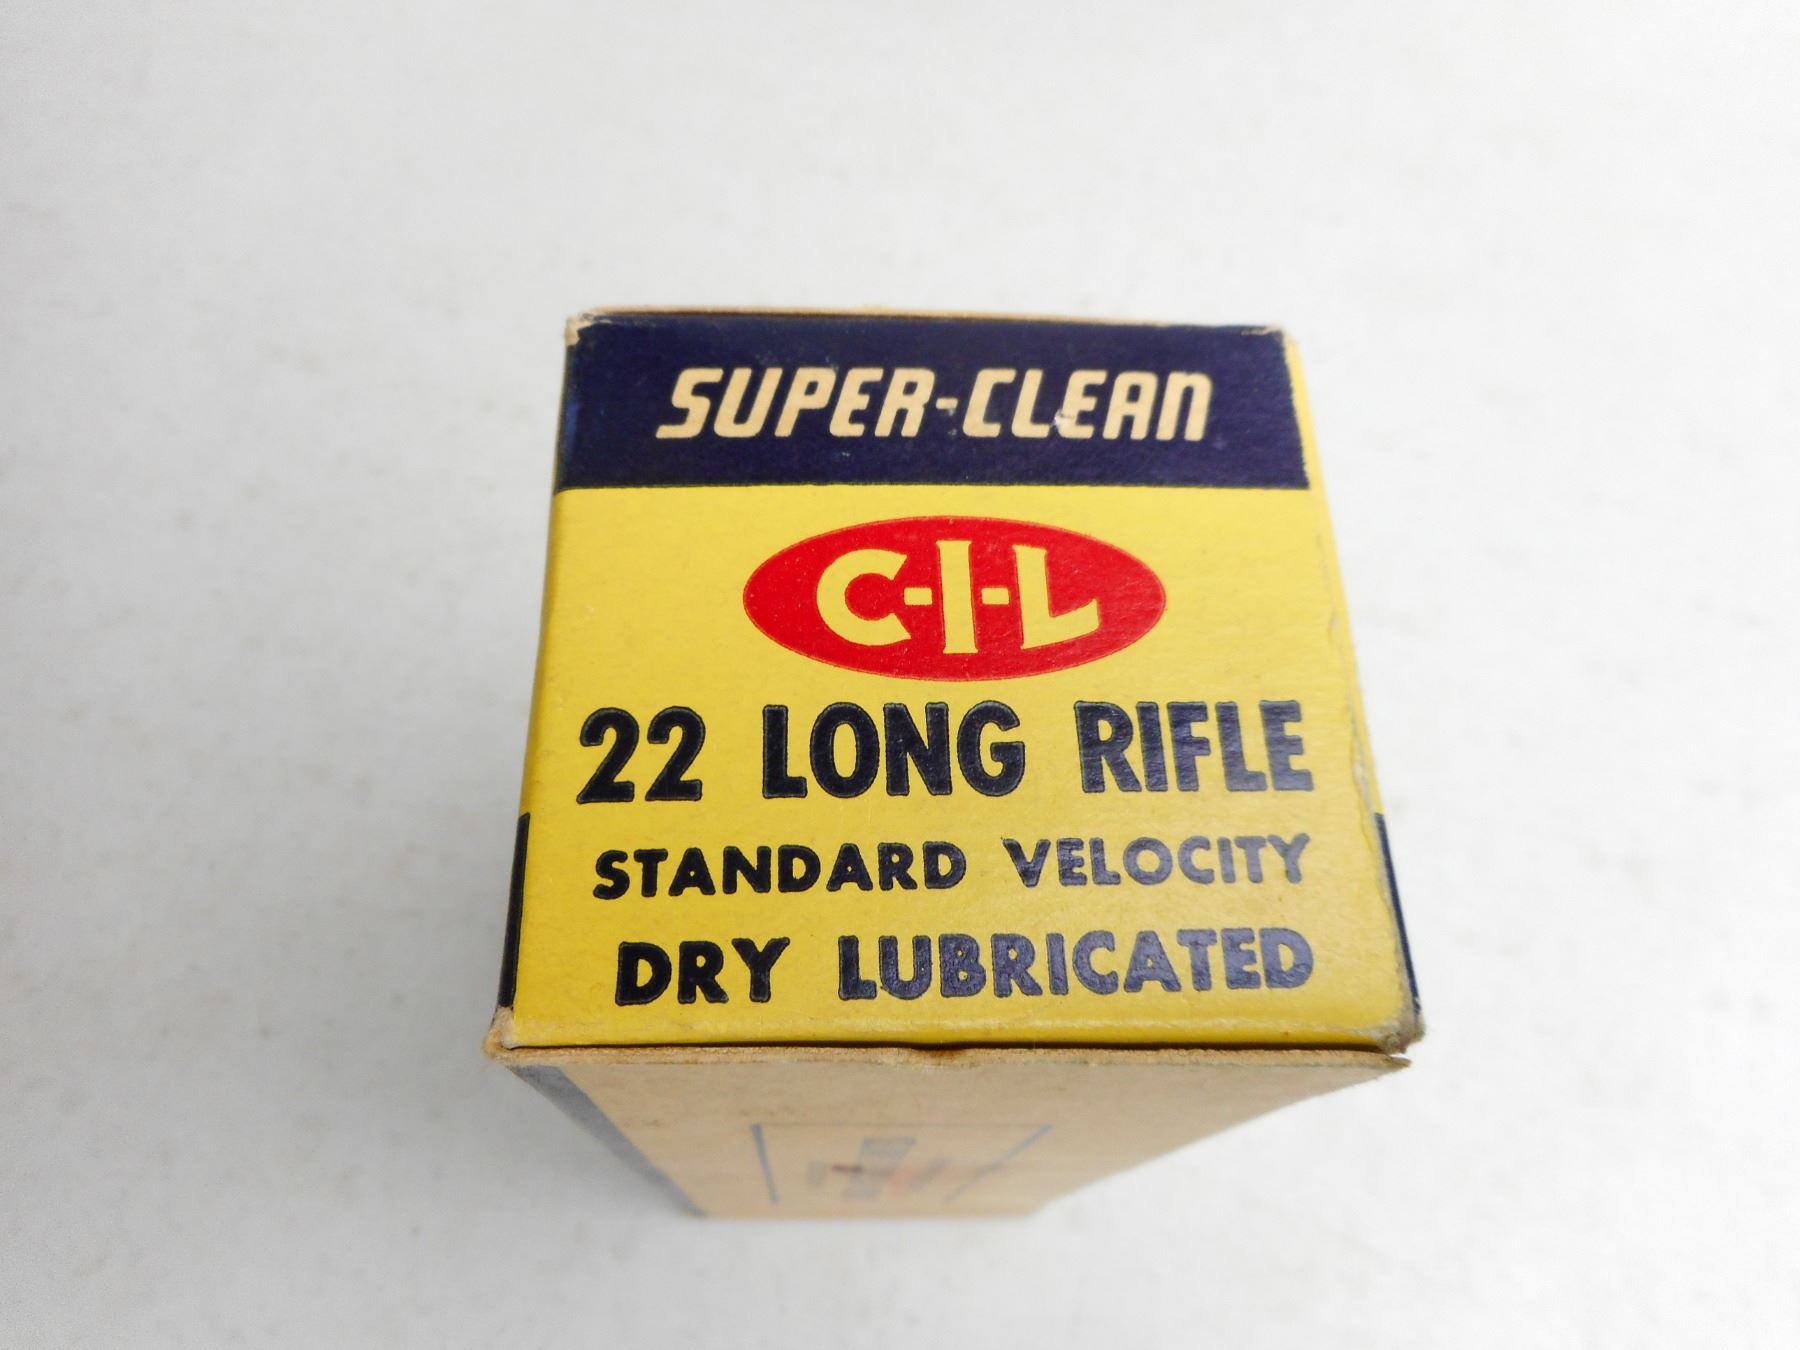 SUPER-CLEAN
C-I-L
22 LONG RIFLE
STANDARD VELOCITY
DRY LUBRICATED